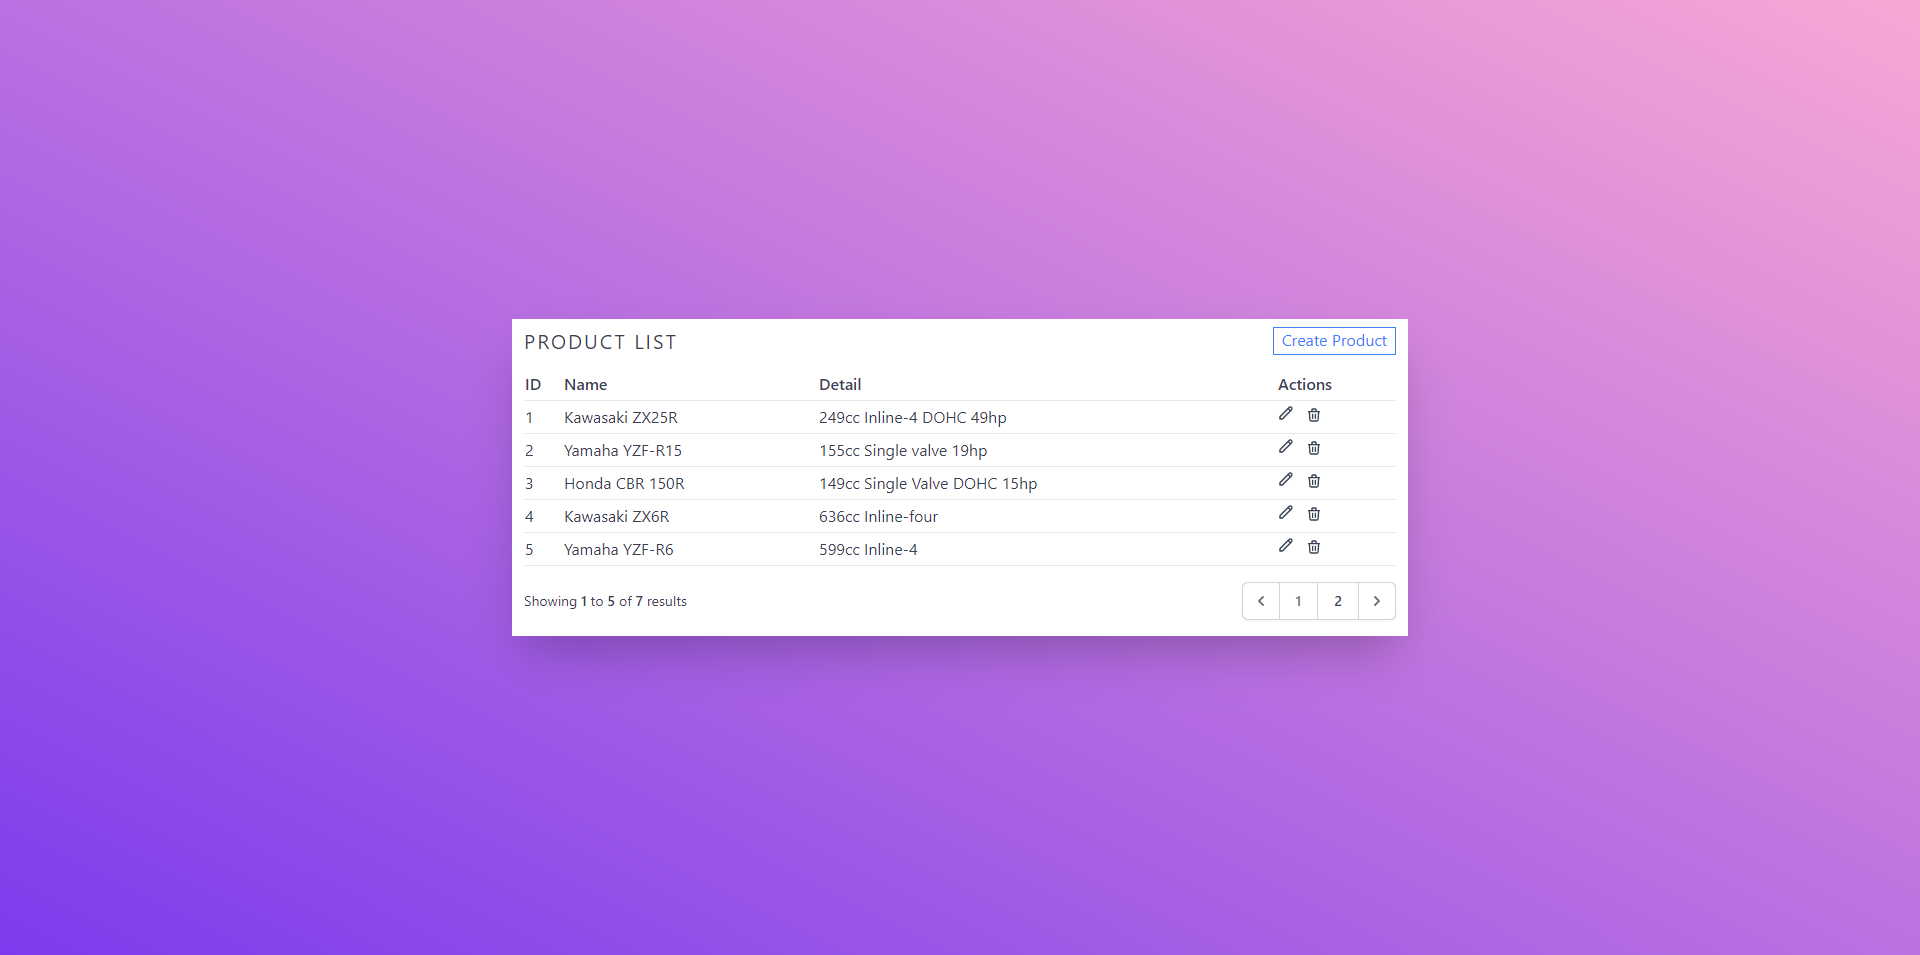 PRODUCT LIST Create Product
ID Name Detail Actions
1 Kawasaki ZX25R 249cc Inline-4 DOHC 49hp
2 Yamaha YZF-R15 155cc Single valve 19hp
3 Honda CBR 150R 149cc Single Valve DOHC 15hp
4 Kawasaki ZX6R 636cc Inline-four
5 Yamaha YZF-R6 599cc Inline-4
Showing 1 to 5 of 7 results 1 2